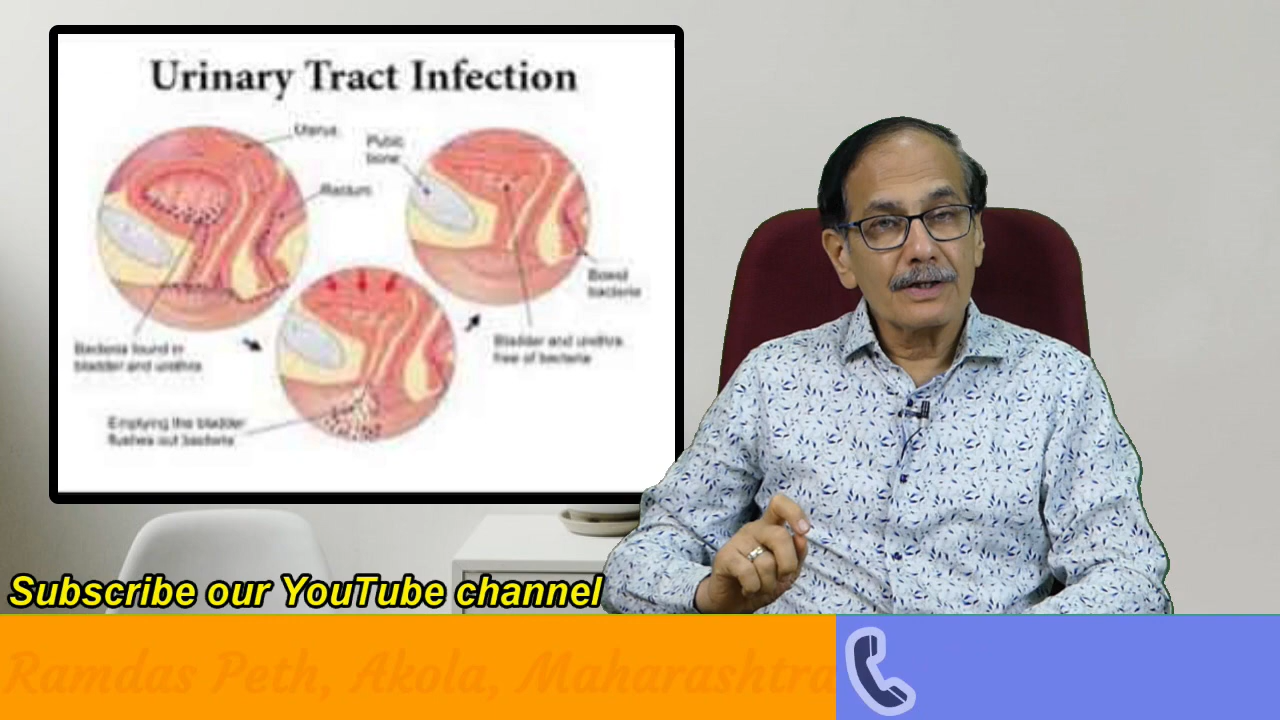 Urinary Tract Infection
Uterus
Pubic
bone
Rectum
Bowel
bacteria
Bladder and urethra
free of bacteria
Bacteria found in
bladder and urethra
Emptying the bladder
flushes out bacteria
Subscribe our YouTube channel
Ramdas Peth, Akola, Maharashtra